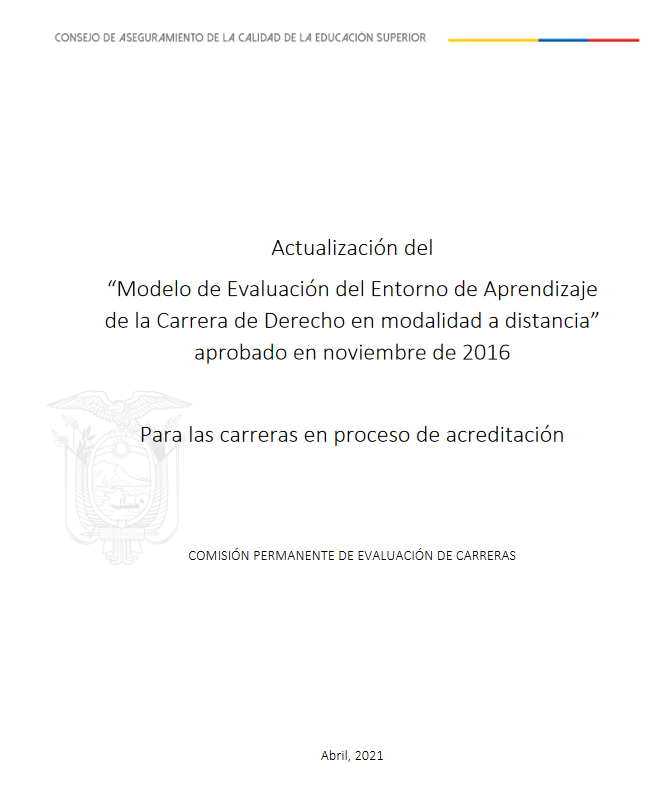 CONSEJO DE ASEGURAMIENTO DE LA CALIDAD DE LA EDUCACIÓN SUPERIOR
Actualización del
“Modelo de Evaluación del Entorno de Aprendizaje
de la Carrera de Derecho en modalidad a distancia”
aprobado en noviembre de 2016
Para las carreras en proceso de acreditación
COMISIÓN PERMANENTE DE EVALUACIÓN DE CARRERAS
Abril, 2021